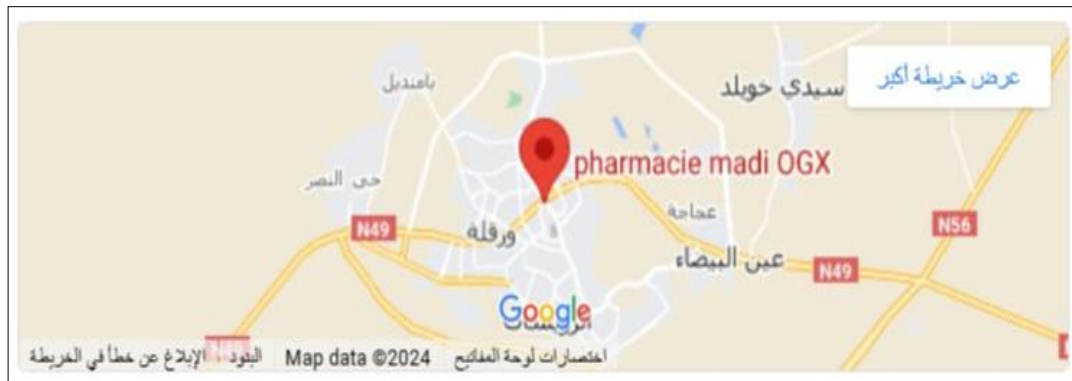 عرض خريطة أكبر
سيدي خويلد
بامنديل
pharmacie madi OGX
حي النصر
عجاجة
N56
N49
ورقلة
عين البيضاء
N49
Google
اختصارات لوحة المفاتيح
Map data ©2024
البنود
الإبلاغ عن خطأ في الخريطة